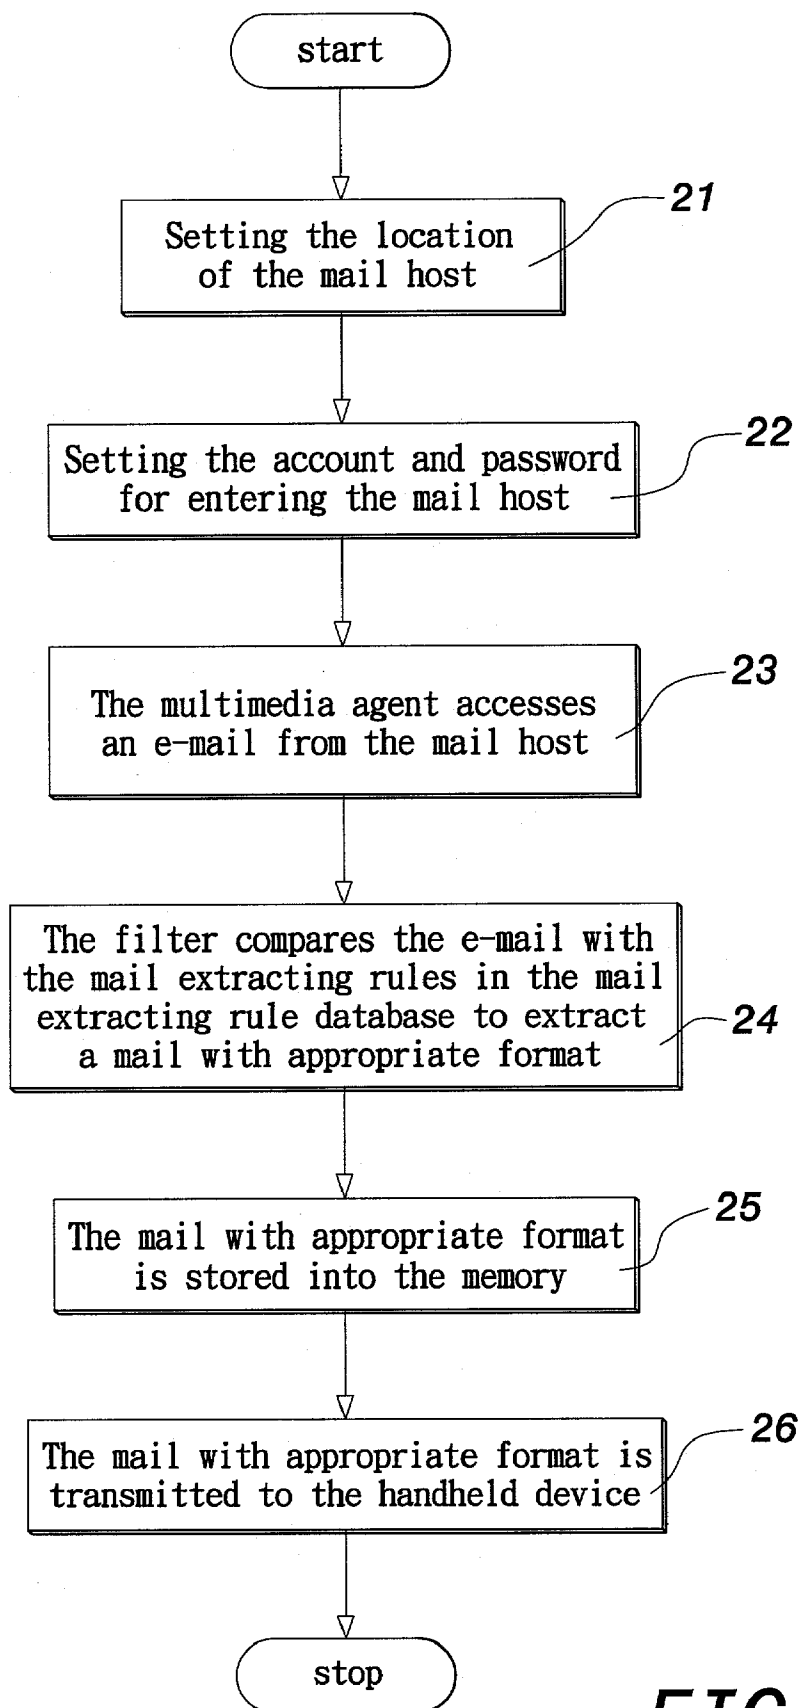 start
21
Setting the location
of the mail host
22
Setting the account and password
for entering the mail host
23
The multimedia agent accesses
an e-mail from the mail host
The filter compares the e-mail with
the mail extracting rules in the mail
extracting rule database to extract
a mail with appropriate format
24
25
The mail with appropriate format
is stored into the memory
26
The mail with appropriate format is
transmitted to the handheld device
stop